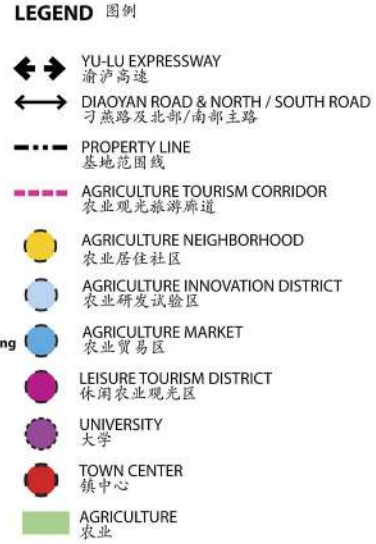 LEGEND 图例
YU-LU EXPRESSWAY
渝泸高速
DIAOYAN ROAD & NORTH / SOUTH ROAD
刁燕路及北部/南部主路
PROPERTY LINE
基地范围线
AGRICULTURE TOURISM CORRIDOR
农业观光旅游廊道
AGRICULTURE NEIGHBORHOOD
农业居住社区
AGRICULTURE INNOVATION DISTRICT
农业研发试验区
ng
AGRICULTURE MARKET
农业贸易区
LEISURE TOURISM DISTRICT
休闲农业观光区
UNIVERSITY
大学
TOWN CENTER
镇中心
AGRICULTURE
农业